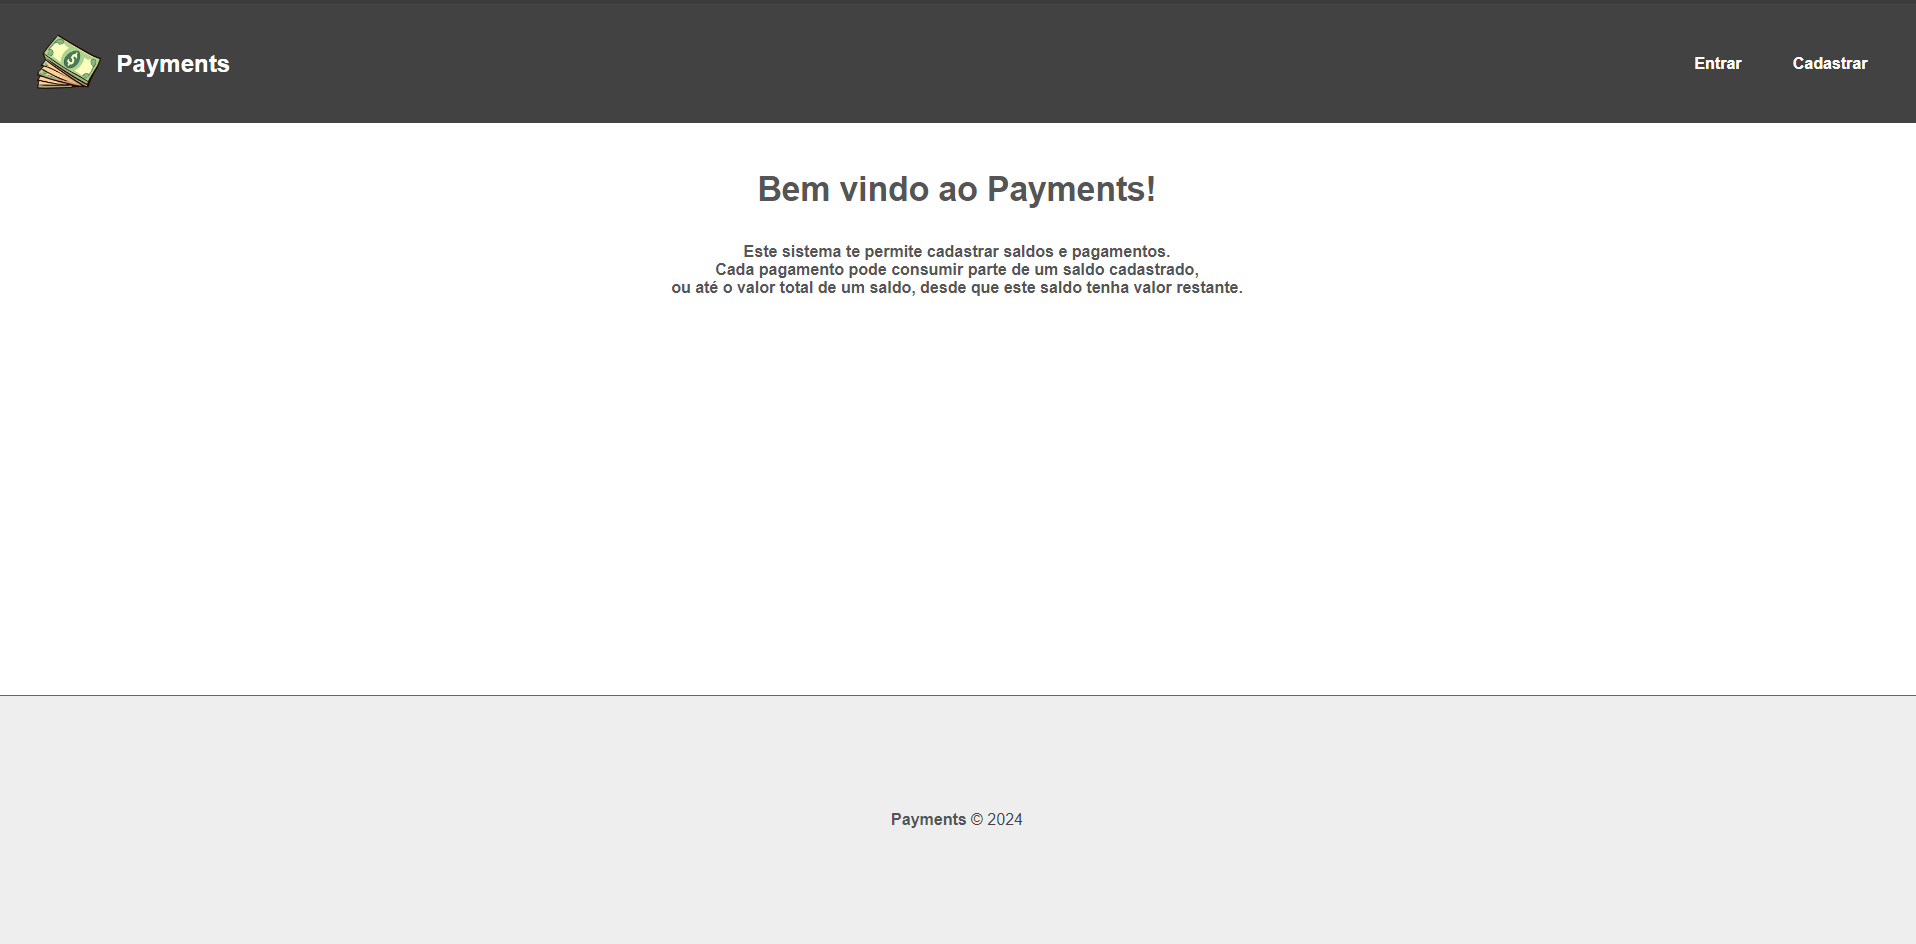 Payments
Entrar
Cadastrar
Bem vindo ao Payments!
Este sistema te permite cadastrar saldos e pagamentos.
Cada pagamento pode consumir parte de um saldo cadastrado,
ou até o valor total de um saldo, desde que este saldo tenha valor restante.
Payments © 2024